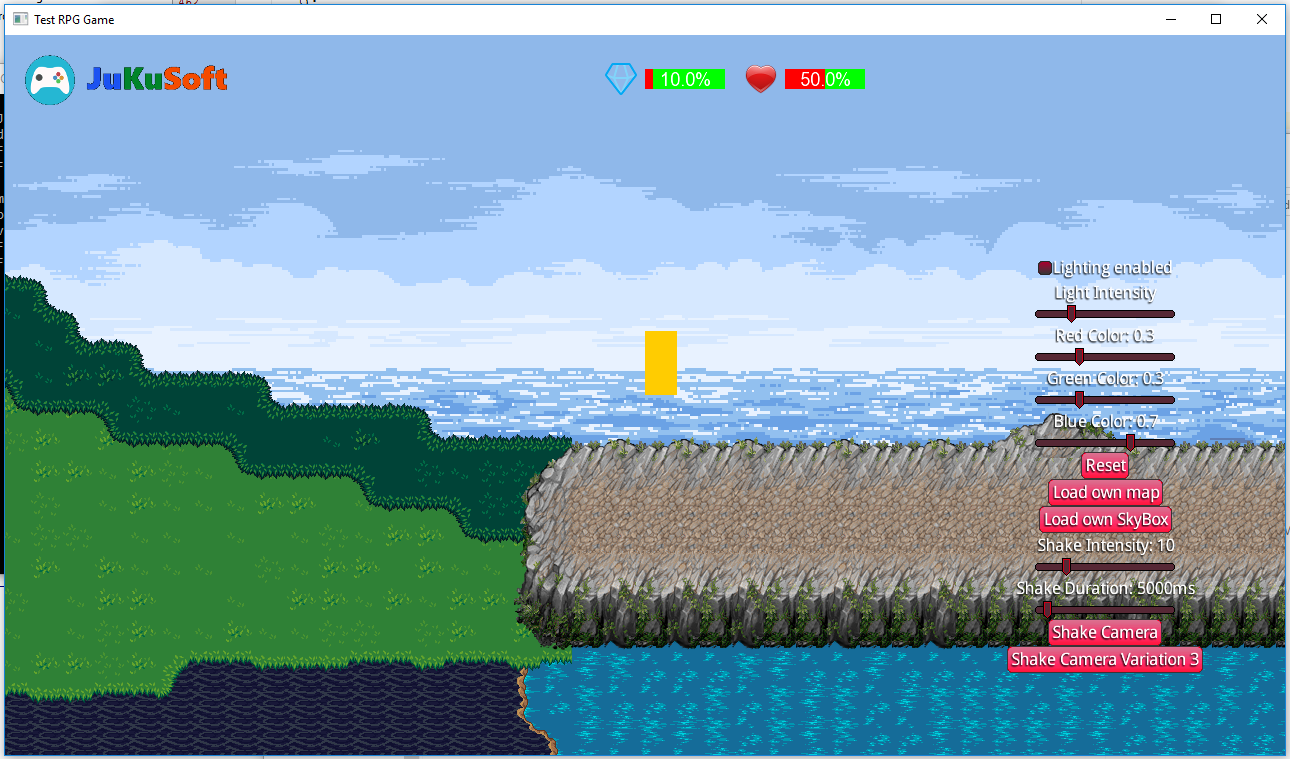 Test RPG Game
JuKuSoft
10.0%
50.0%
Lighting enabled
Light Intensity
Red Color: 0.3
Green Color: 0.3
Blue Color: 0.7
Reset
Load own map
Load own SkyBox
Shake Intensity: 10
Shake Duration: 5000ms
Shake Camera
Shake Camera Variation 3